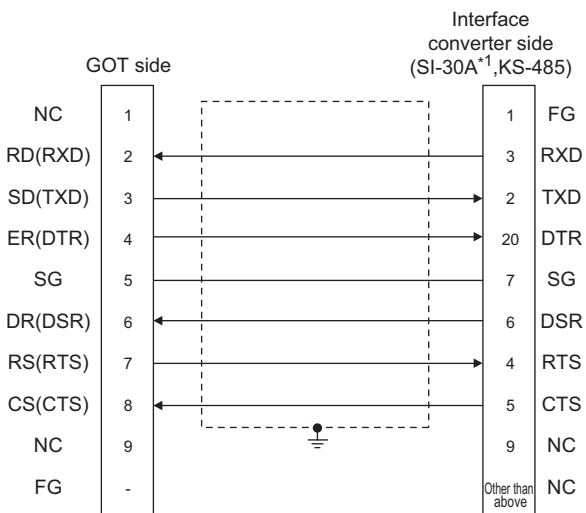 Interface
converter side
(SI-30A*1,KS-485)
GOT side
NC 1 1 FG
RD(RXD) 2 3 RXD
SD(TXD) 3 2 TXD
ER(DTR) 4 20 DTR
SG 5 7 SG
DR(DSR) 6 6 DSR
RS(RTS) 7 4 RTS
CS(CTS) 8 5 CTS
NC 9 9 NC
FG - Other than above NC